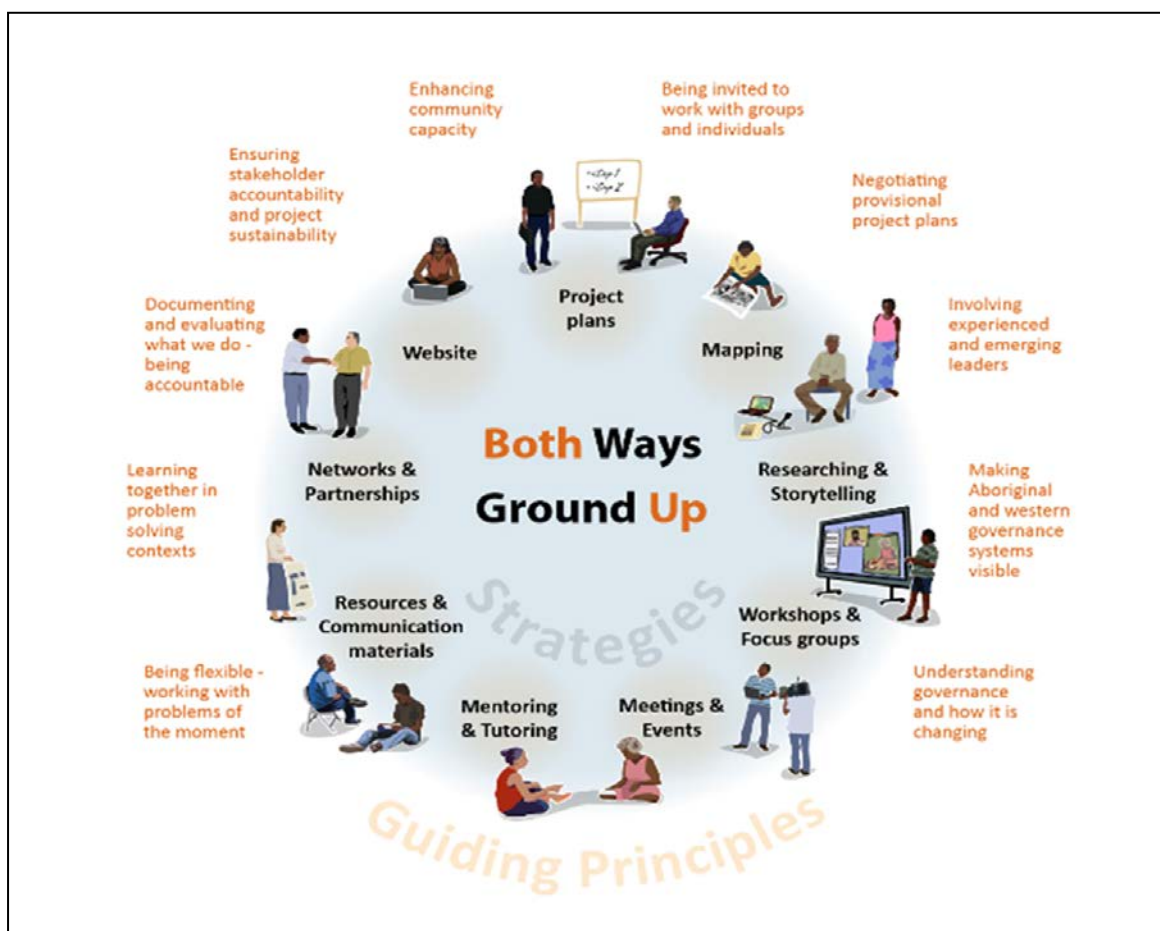 Enhancing
community
capacity
Being invited to
work with groups
and individuals
Ensuring
stakeholder
accountability
and project
sustainability
Negotiating
provisional
project plans
Step 1
Step 2
Project
plans
Documenting
and evaluating
what we do -
being
accountable
Website
Mapping
Involving
experienced
and emerging
leaders
Both Ways
Ground Up
Learning
together in
problem
solving
contexts
Networks &
Partnerships
Researching &
Storytelling
Making
Aboriginal
and western
governance
systems
visible
Strategies
Resources &
Communication
materials
Workshops &
Focus groups
Being flexible -
working with
problems of
the moment
Mentoring
& Tutoring
Meetings &
Events
Understanding
governance
and how it is
changing
Guiding Principles